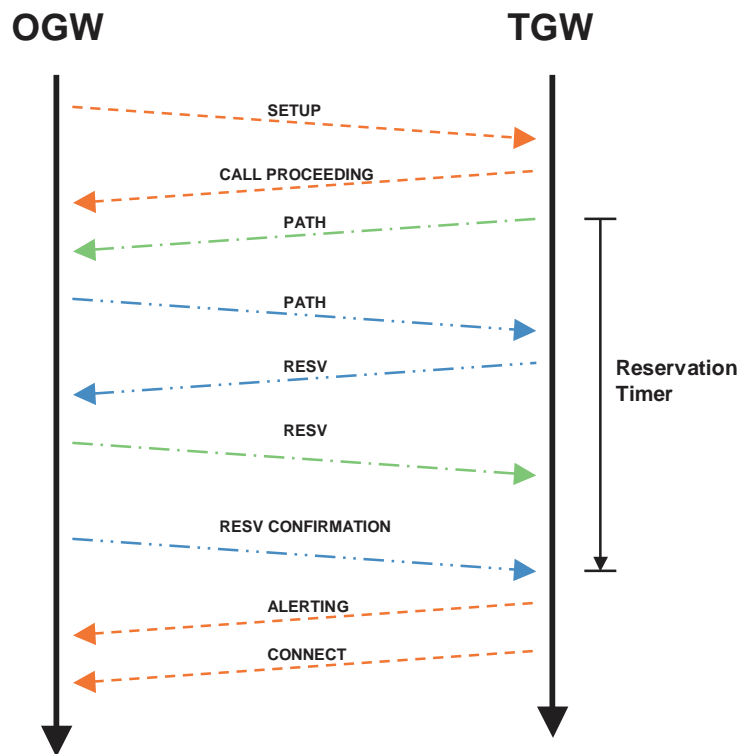 OGW
TGW
SETUP
CALL PROCEEDING
PATH
PATH
RESV
Reservation
Timer
RESV
RESV CONFIRMATION
ALERTING
CONNECT